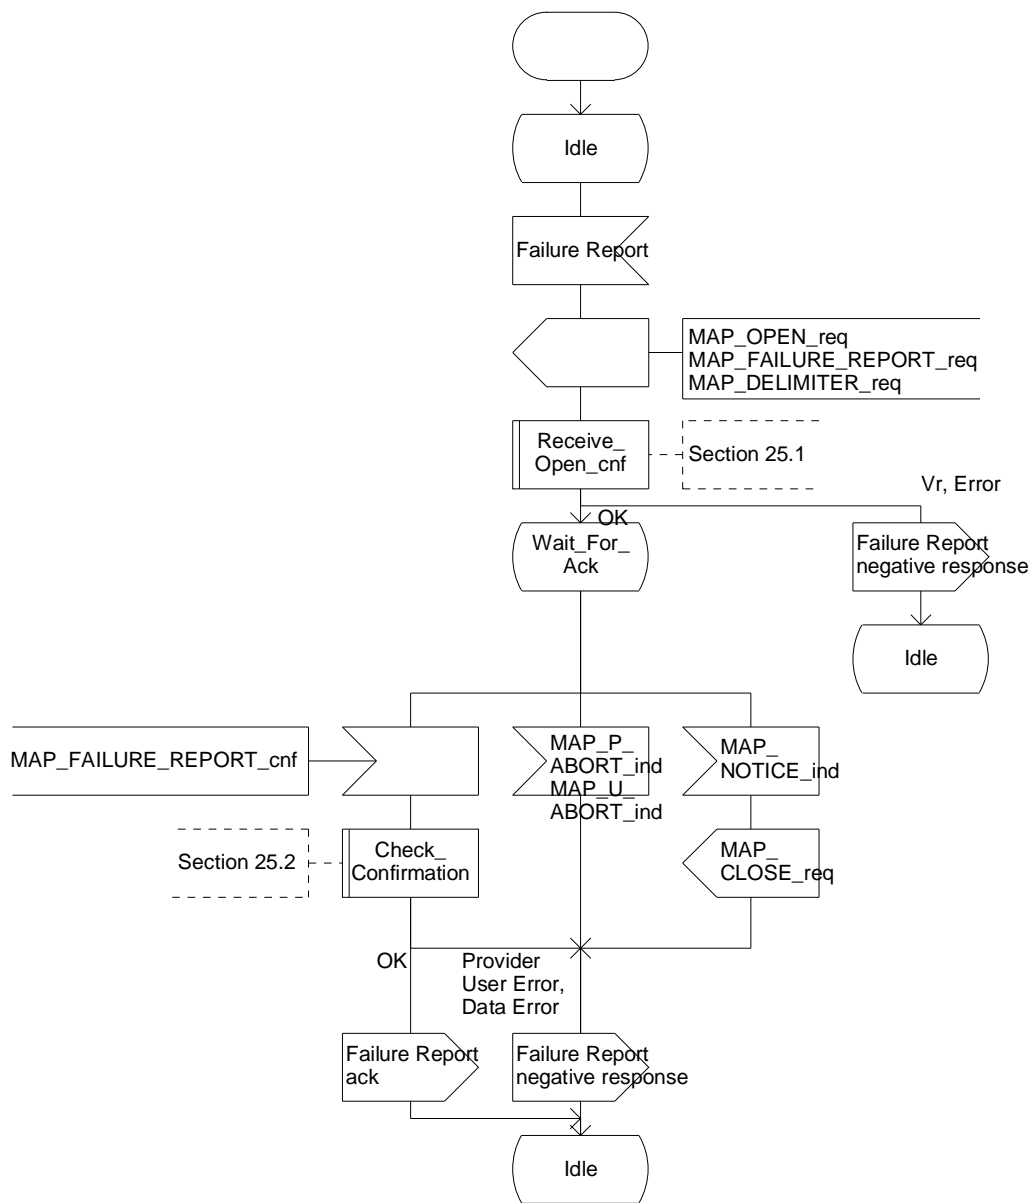 Idle
Failure Report
MAP_OPEN_req
MAP_FAILURE_REPORT_req
MAP_DELIMITER_req
Receive_
Open_cnf
Section 25.1
Vr, Error
OK
Wait_For_
Ack
Failure Report
negative response
Idle
MAP_FAILURE_REPORT_cnf
MAP_P_
ABORT_ind
MAP_U_
ABORT_ind
MAP_
NOTICE_ind
Section 25.2
Check_
Confirmation
MAP_
CLOSE_req
OK
Provider
User Error,
Data Error
Failure Report
ack
Failure Report
negative response
Idle